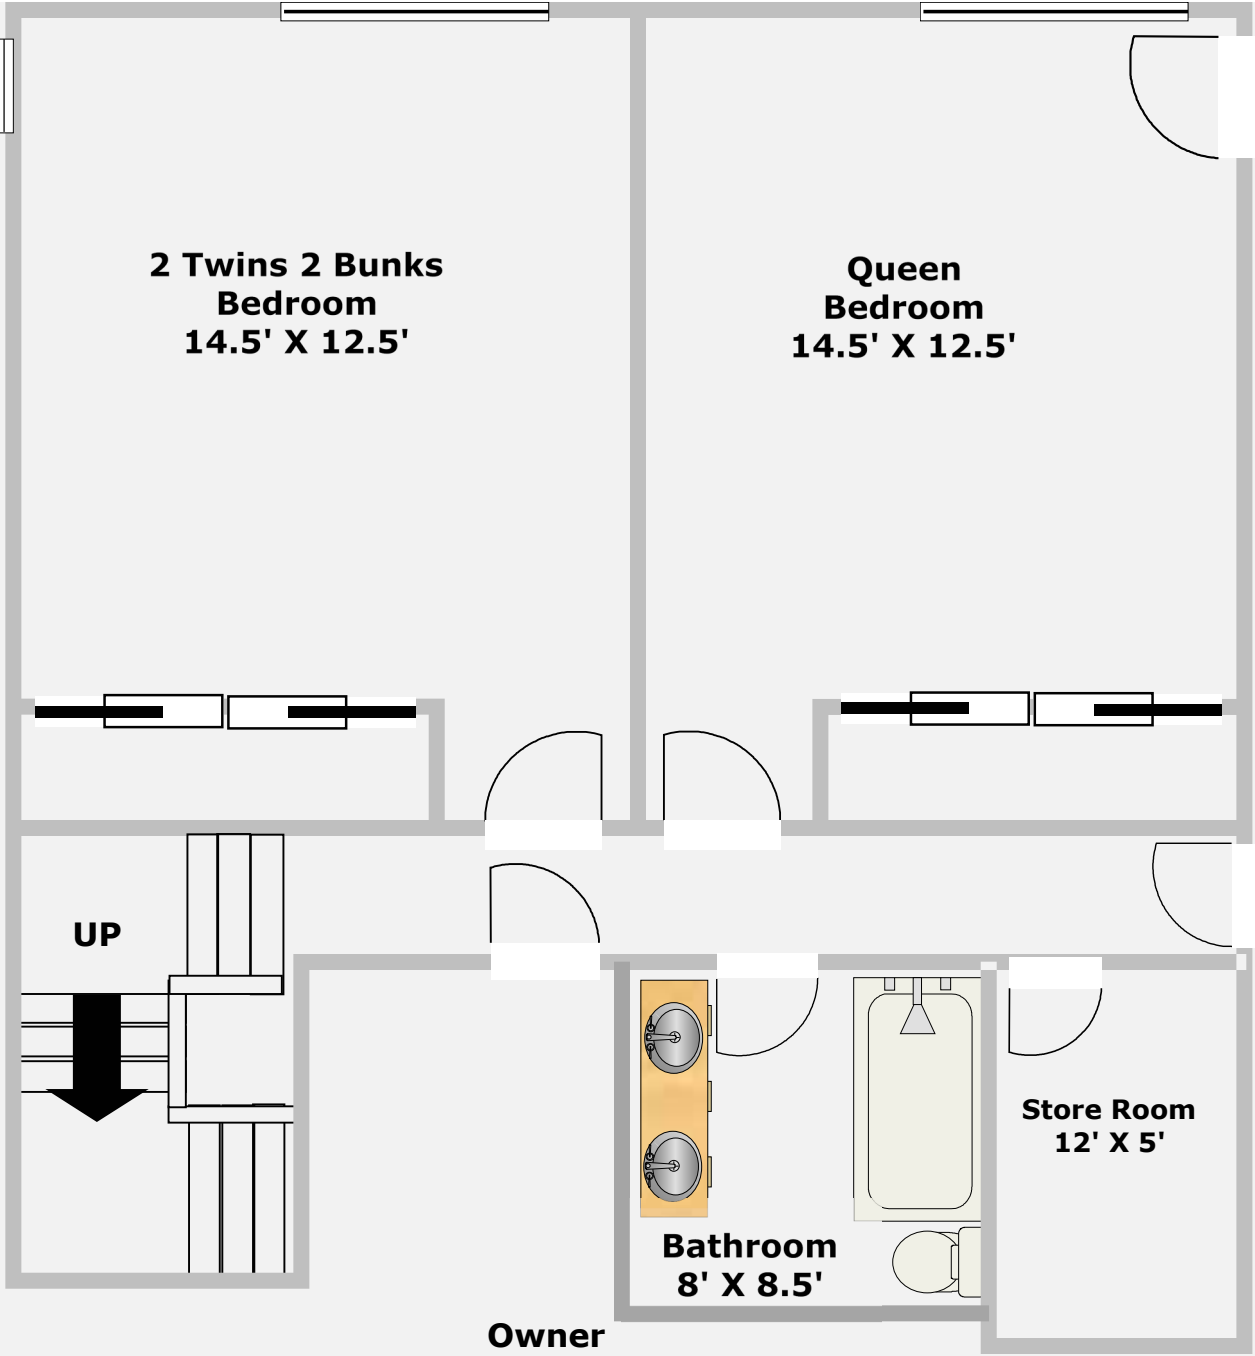 2 Twins 2 Bunks
Bedroom
14.5' X 12.5'
Queen
Bedroom
14.5' X 12.5'
UP
Store Room
12' X 5'
Bathroom
8' X 8.5'
Owner